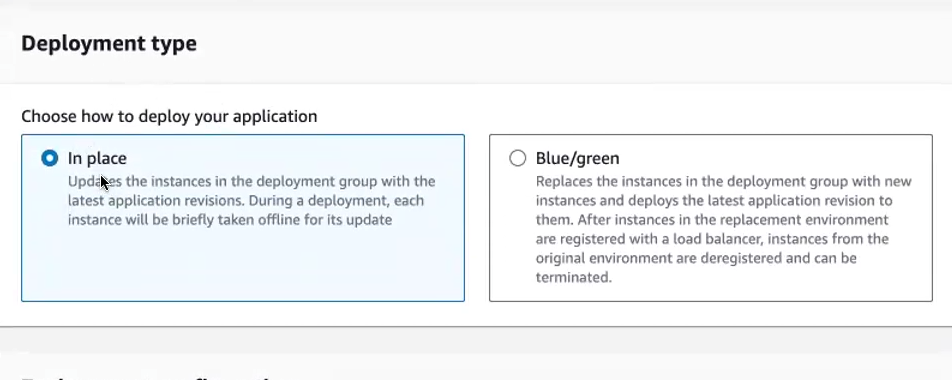 Deployment type
Choose how to deploy your application
In place
Updates the instances in the deployment group with the
latest application revisions. During a deployment, each
instance will be briefly taken offline for its update
Blue/green
Replaces the instances in the deployment group with new
instances and deploys the latest application revision to
them. After instances in the replacement environment
are registered with a load balancer, instances from the
original environment are deregistered and can be
terminated.